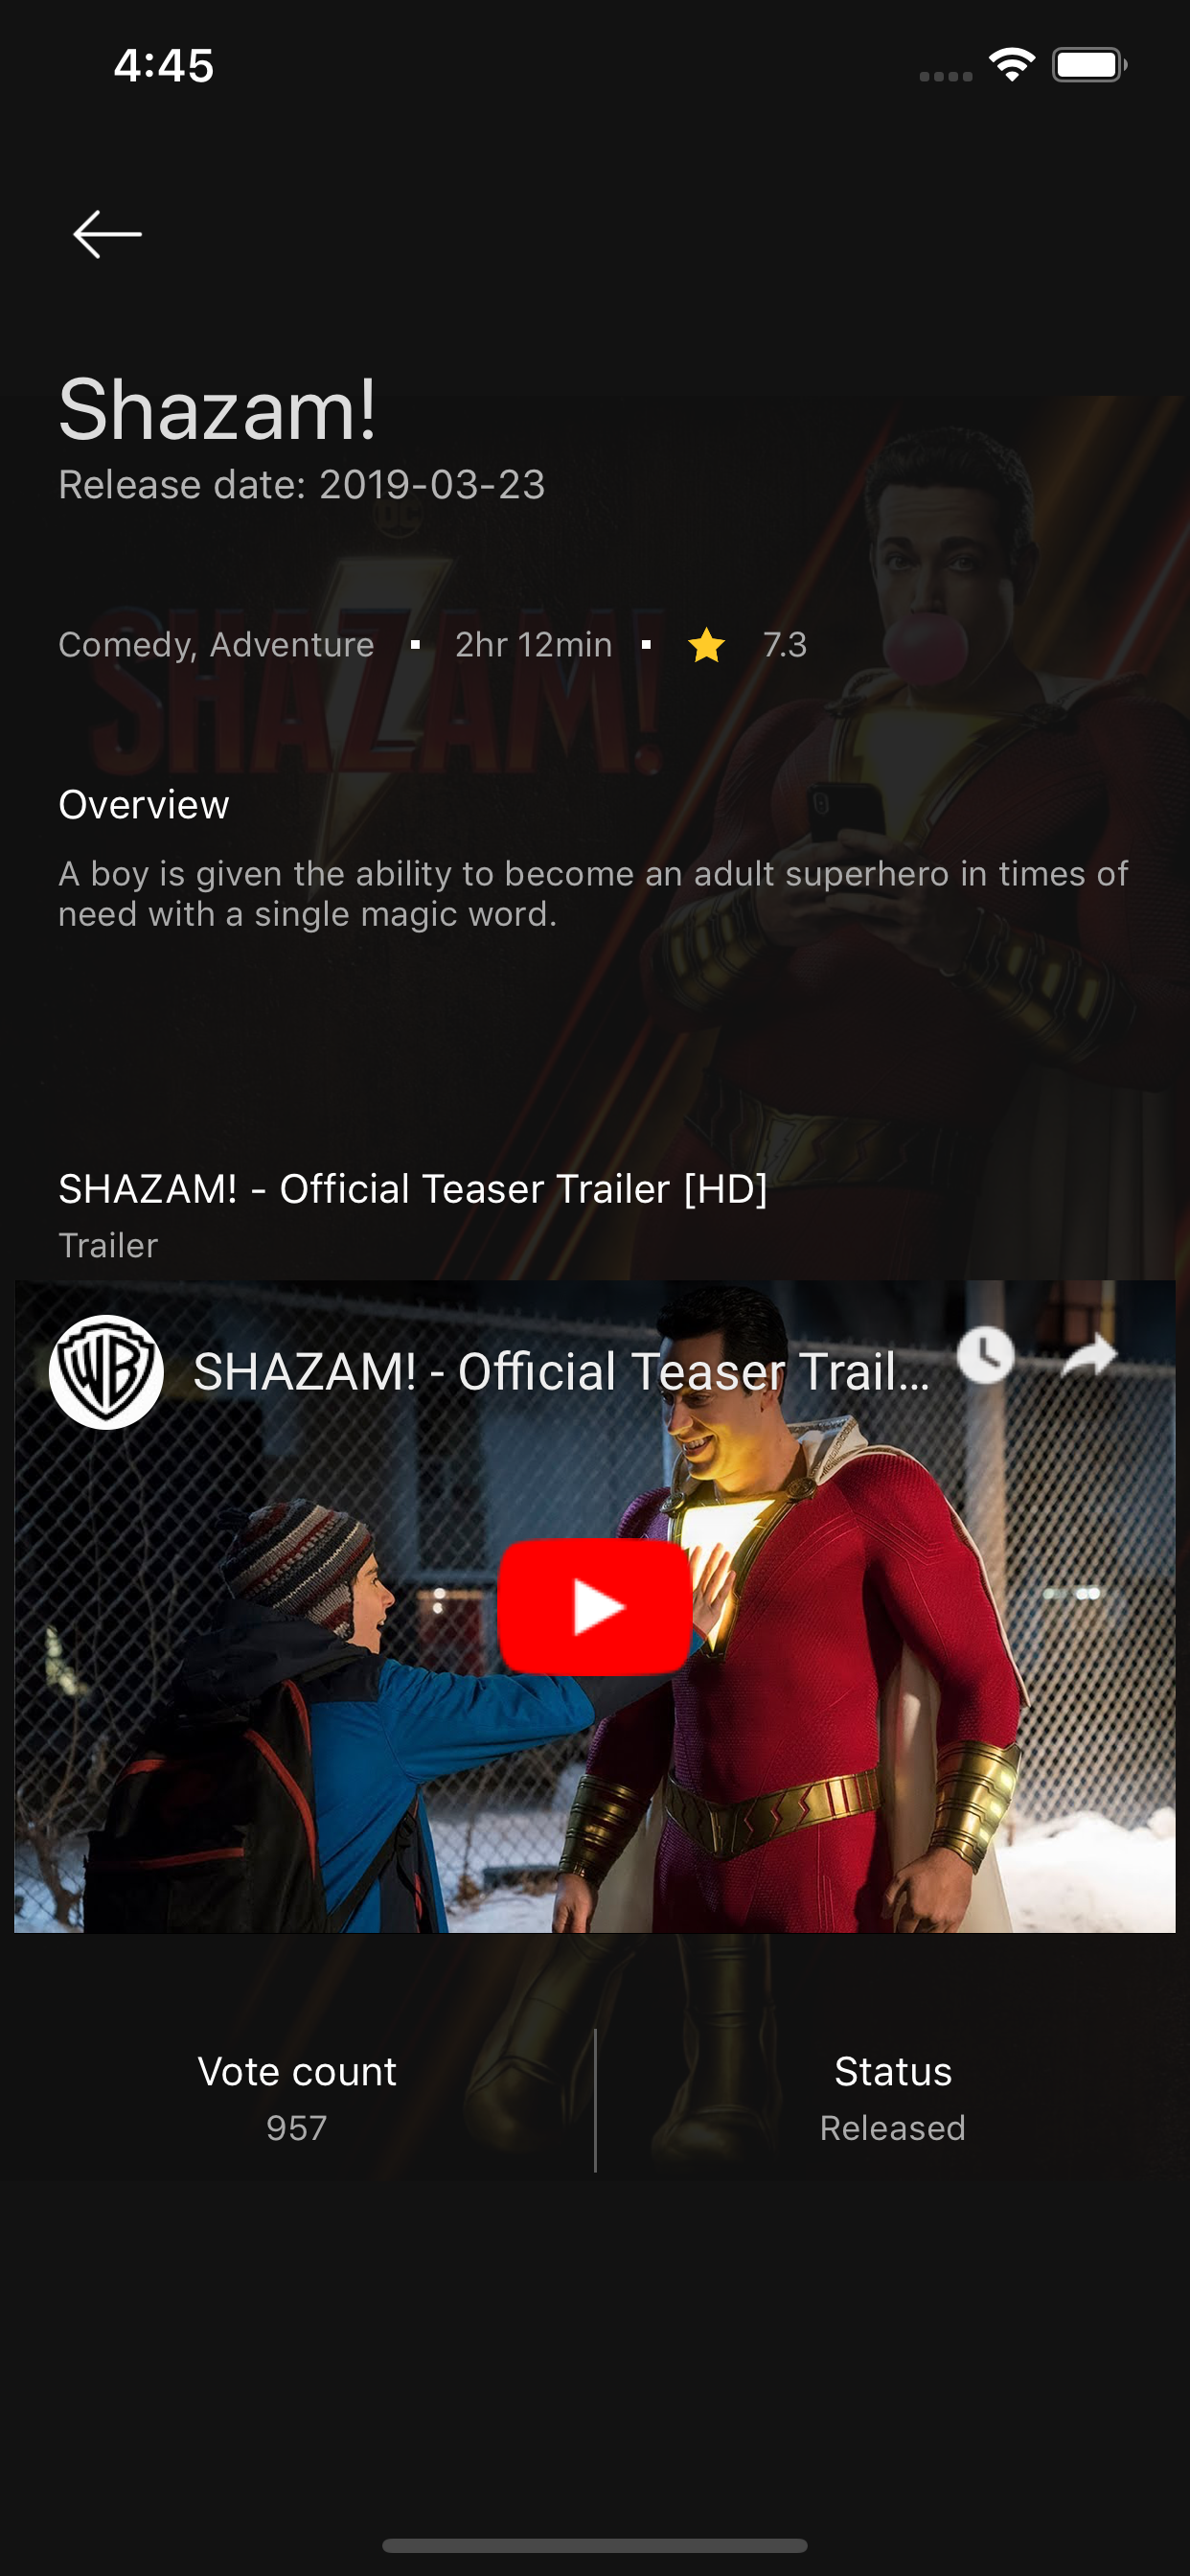 4:45
Shazam!
Release date: 2019-03-23
DC
SHAZAM!
Comedy, Adventure ▪ 2hr 12min ▪ ⭐ 7.3
Overview
A boy is given the ability to become an adult superhero in times of
need with a single magic word.
SHAZAM! - Official Teaser Trailer [HD]
Trailer
WB
SHAZAM! - Official Teaser Trail...
Vote count
957
Status
Released